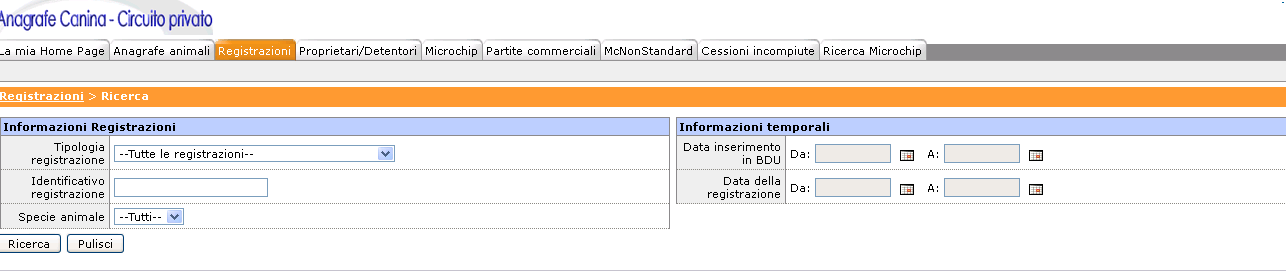 Anagrafe Canina - Circuito privato
La mia Home Page Anagrafe animali Registrazioni Proprietari/Detentori Microchip Partite commerciali McNonStandard Cessioni incompiute Ricerca Microchip
Registrazioni > Ricerca
Informazioni Registrazioni
Tipologia
registrazione
--Tutte le registrazioni--
Identificativo
registrazione
Specie animale --Tutti--
Informazioni temporali
Data inserimento
in BDU
Da: A:
Data della
registrazione
Da: A:
Ricerca Pulisci